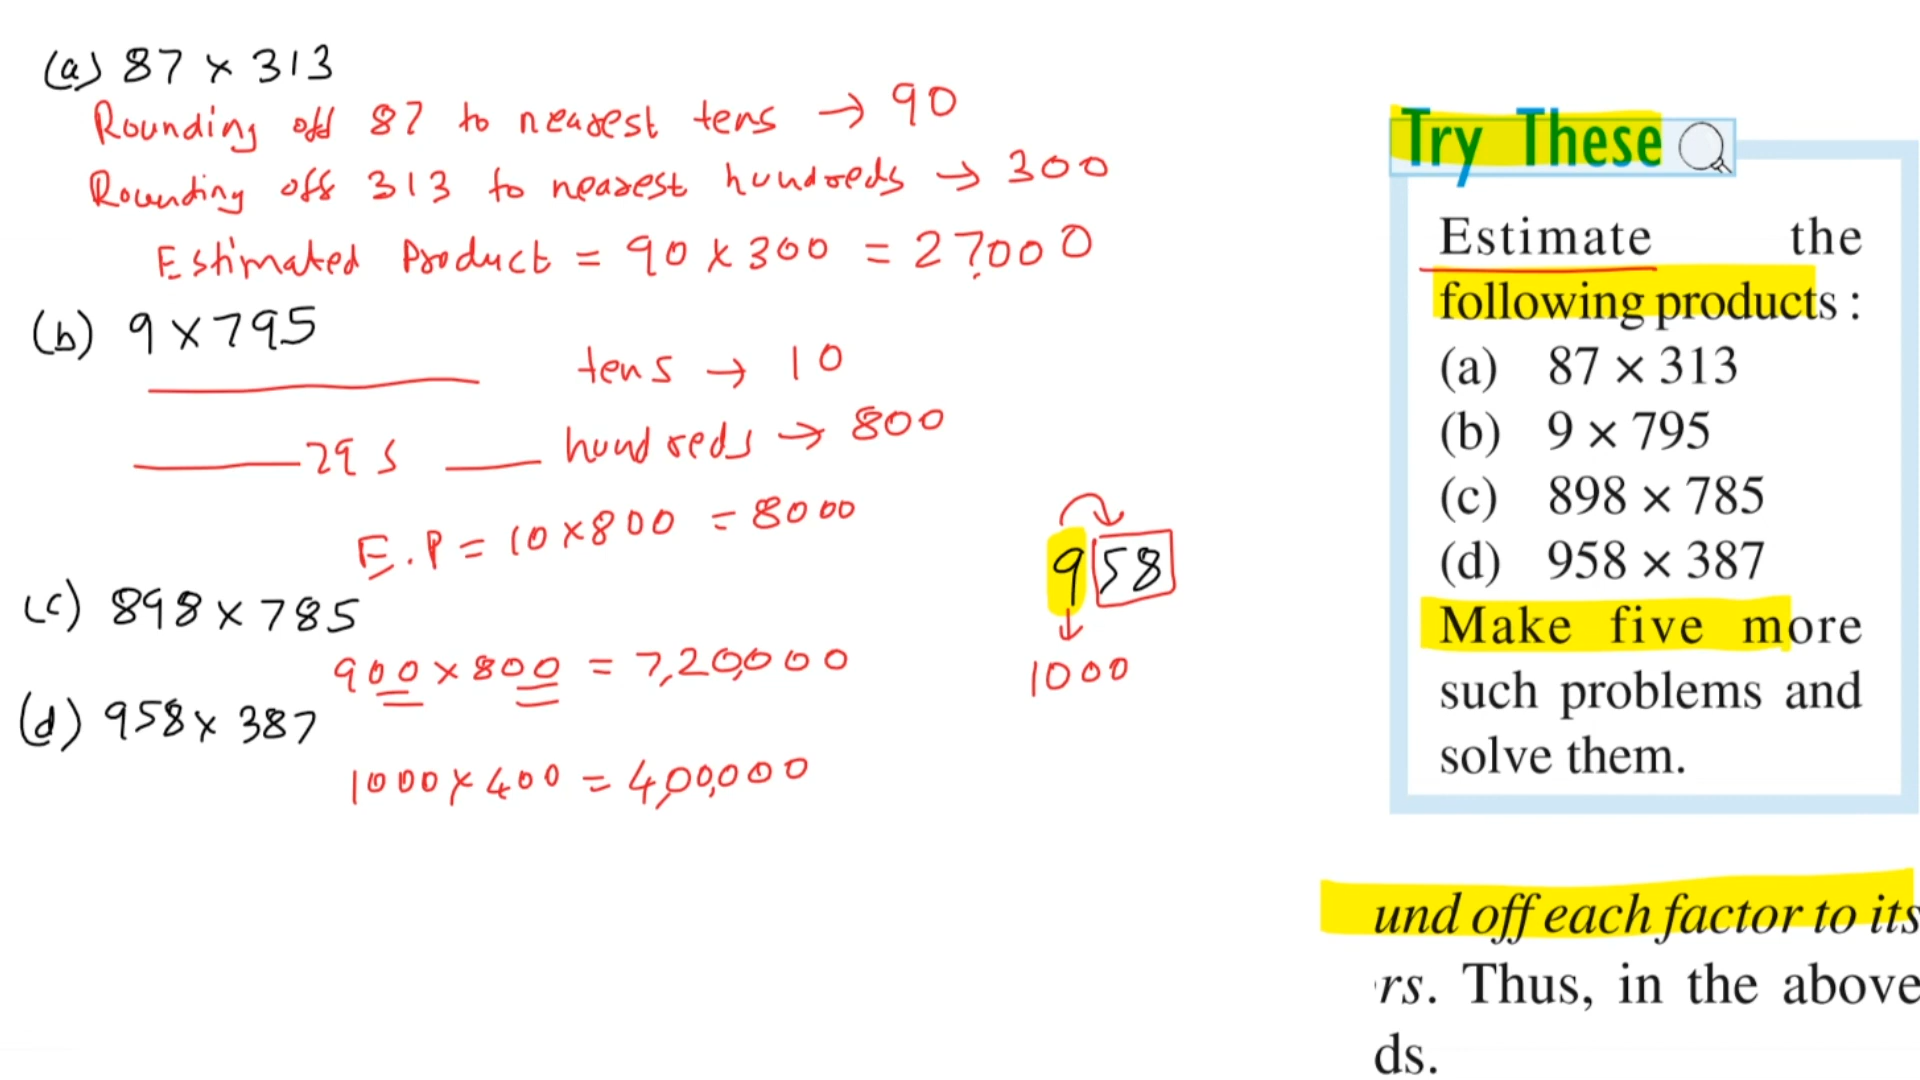 (a) 87 × 313
Rounding off 87 to nearest tens → 90
Rounding off 313 to nearest hundreds → 300
Estimated Product = 90 × 300 = 27,000
(b) 9 × 795
tens → 10
hundreds → 800
E.P = 10 × 800 = 8000
(c) 898 × 785
900 × 800 = 7,20,000
(d) 958 × 387
1000 × 400 = 4,00,000
958
1000
Try These
Estimate the
following products :
(a) 87 × 313
(b) 9 × 795
(c) 898 × 785
(d) 958 × 387
Make five more
such problems and
solve them.
und off each factor to its
rs. Thus, in the above
ds.